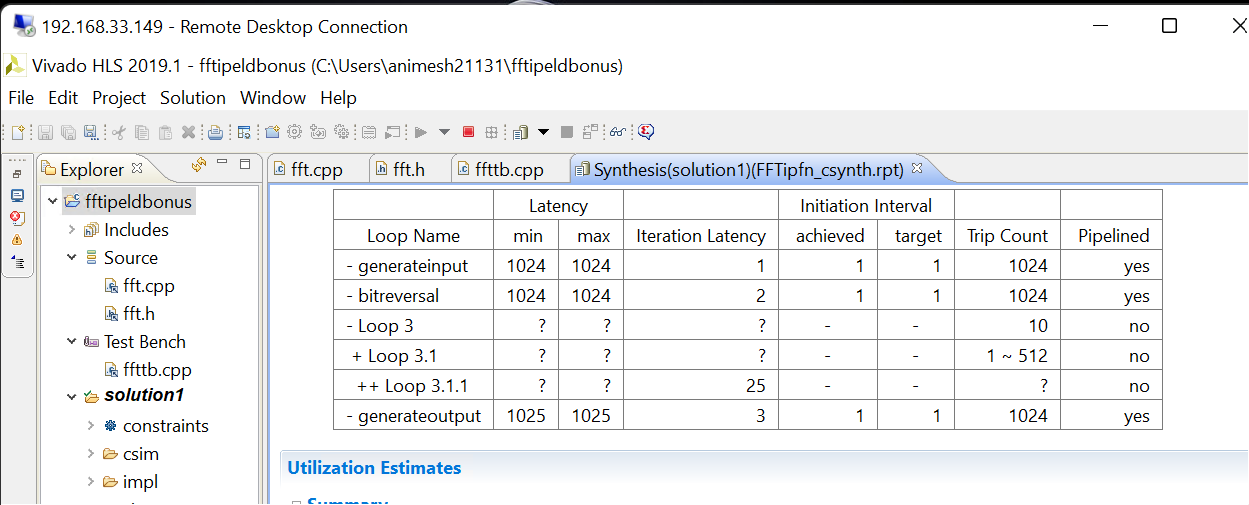 192.168.33.149 - Remote Desktop Connection
Vivado HLS 2019.1 - fftipeldbonus (C:\Users\animesh21131\fftipeldbonus)
File Edit Project Solution Window Help
Explorer
fft.cpp fft.h ffttb.cpp Synthesis(solution1)(FFTipfn_csynth.rpt)
fftipeldbonus
Includes
Source
fft.cpp
fft.h
Test Bench
ffttb.cpp
solution1
constraints
csim
impl
Latency Initiation Interval
Loop Name min max Iteration Latency achieved target Trip Count Pipelined
- generateinput 1024 1024 1 1 1 1024 yes
- bitreversal 1024 1024 2 1 1 1024 yes
- Loop 3 ? ? ? - - 10 no
+ Loop 3.1 ? ? ? - - 1 ~ 512 no
++ Loop 3.1.1 ? ? 25 - - ? no
- generateoutput 1025 1025 3 1 1 1024 yes
Utilization Estimates
Summary